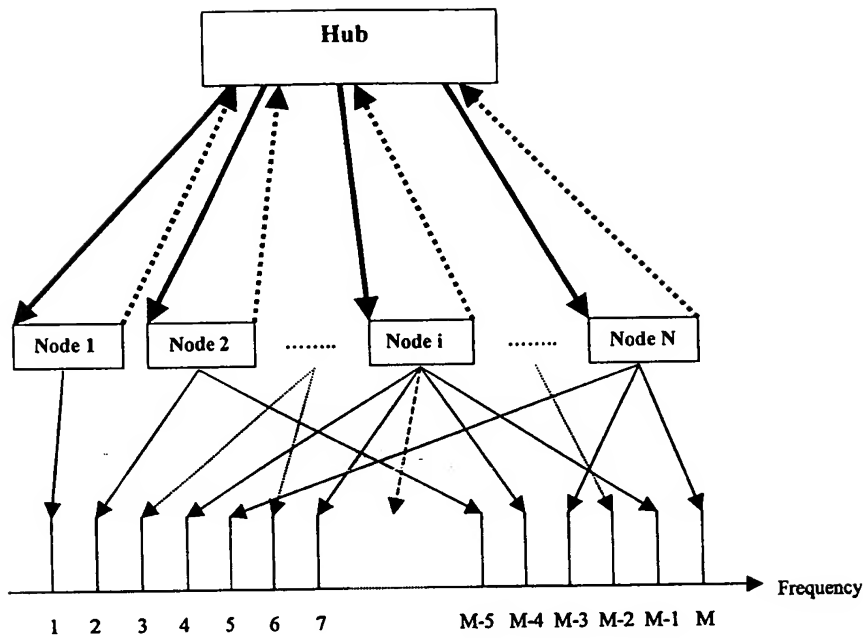 Hub
Node 1 Node 2 ........ Node i ........ Node N
Frequency
1 2 3 4 5 6 7 M-5 M-4 M-3 M-2 M-1 M